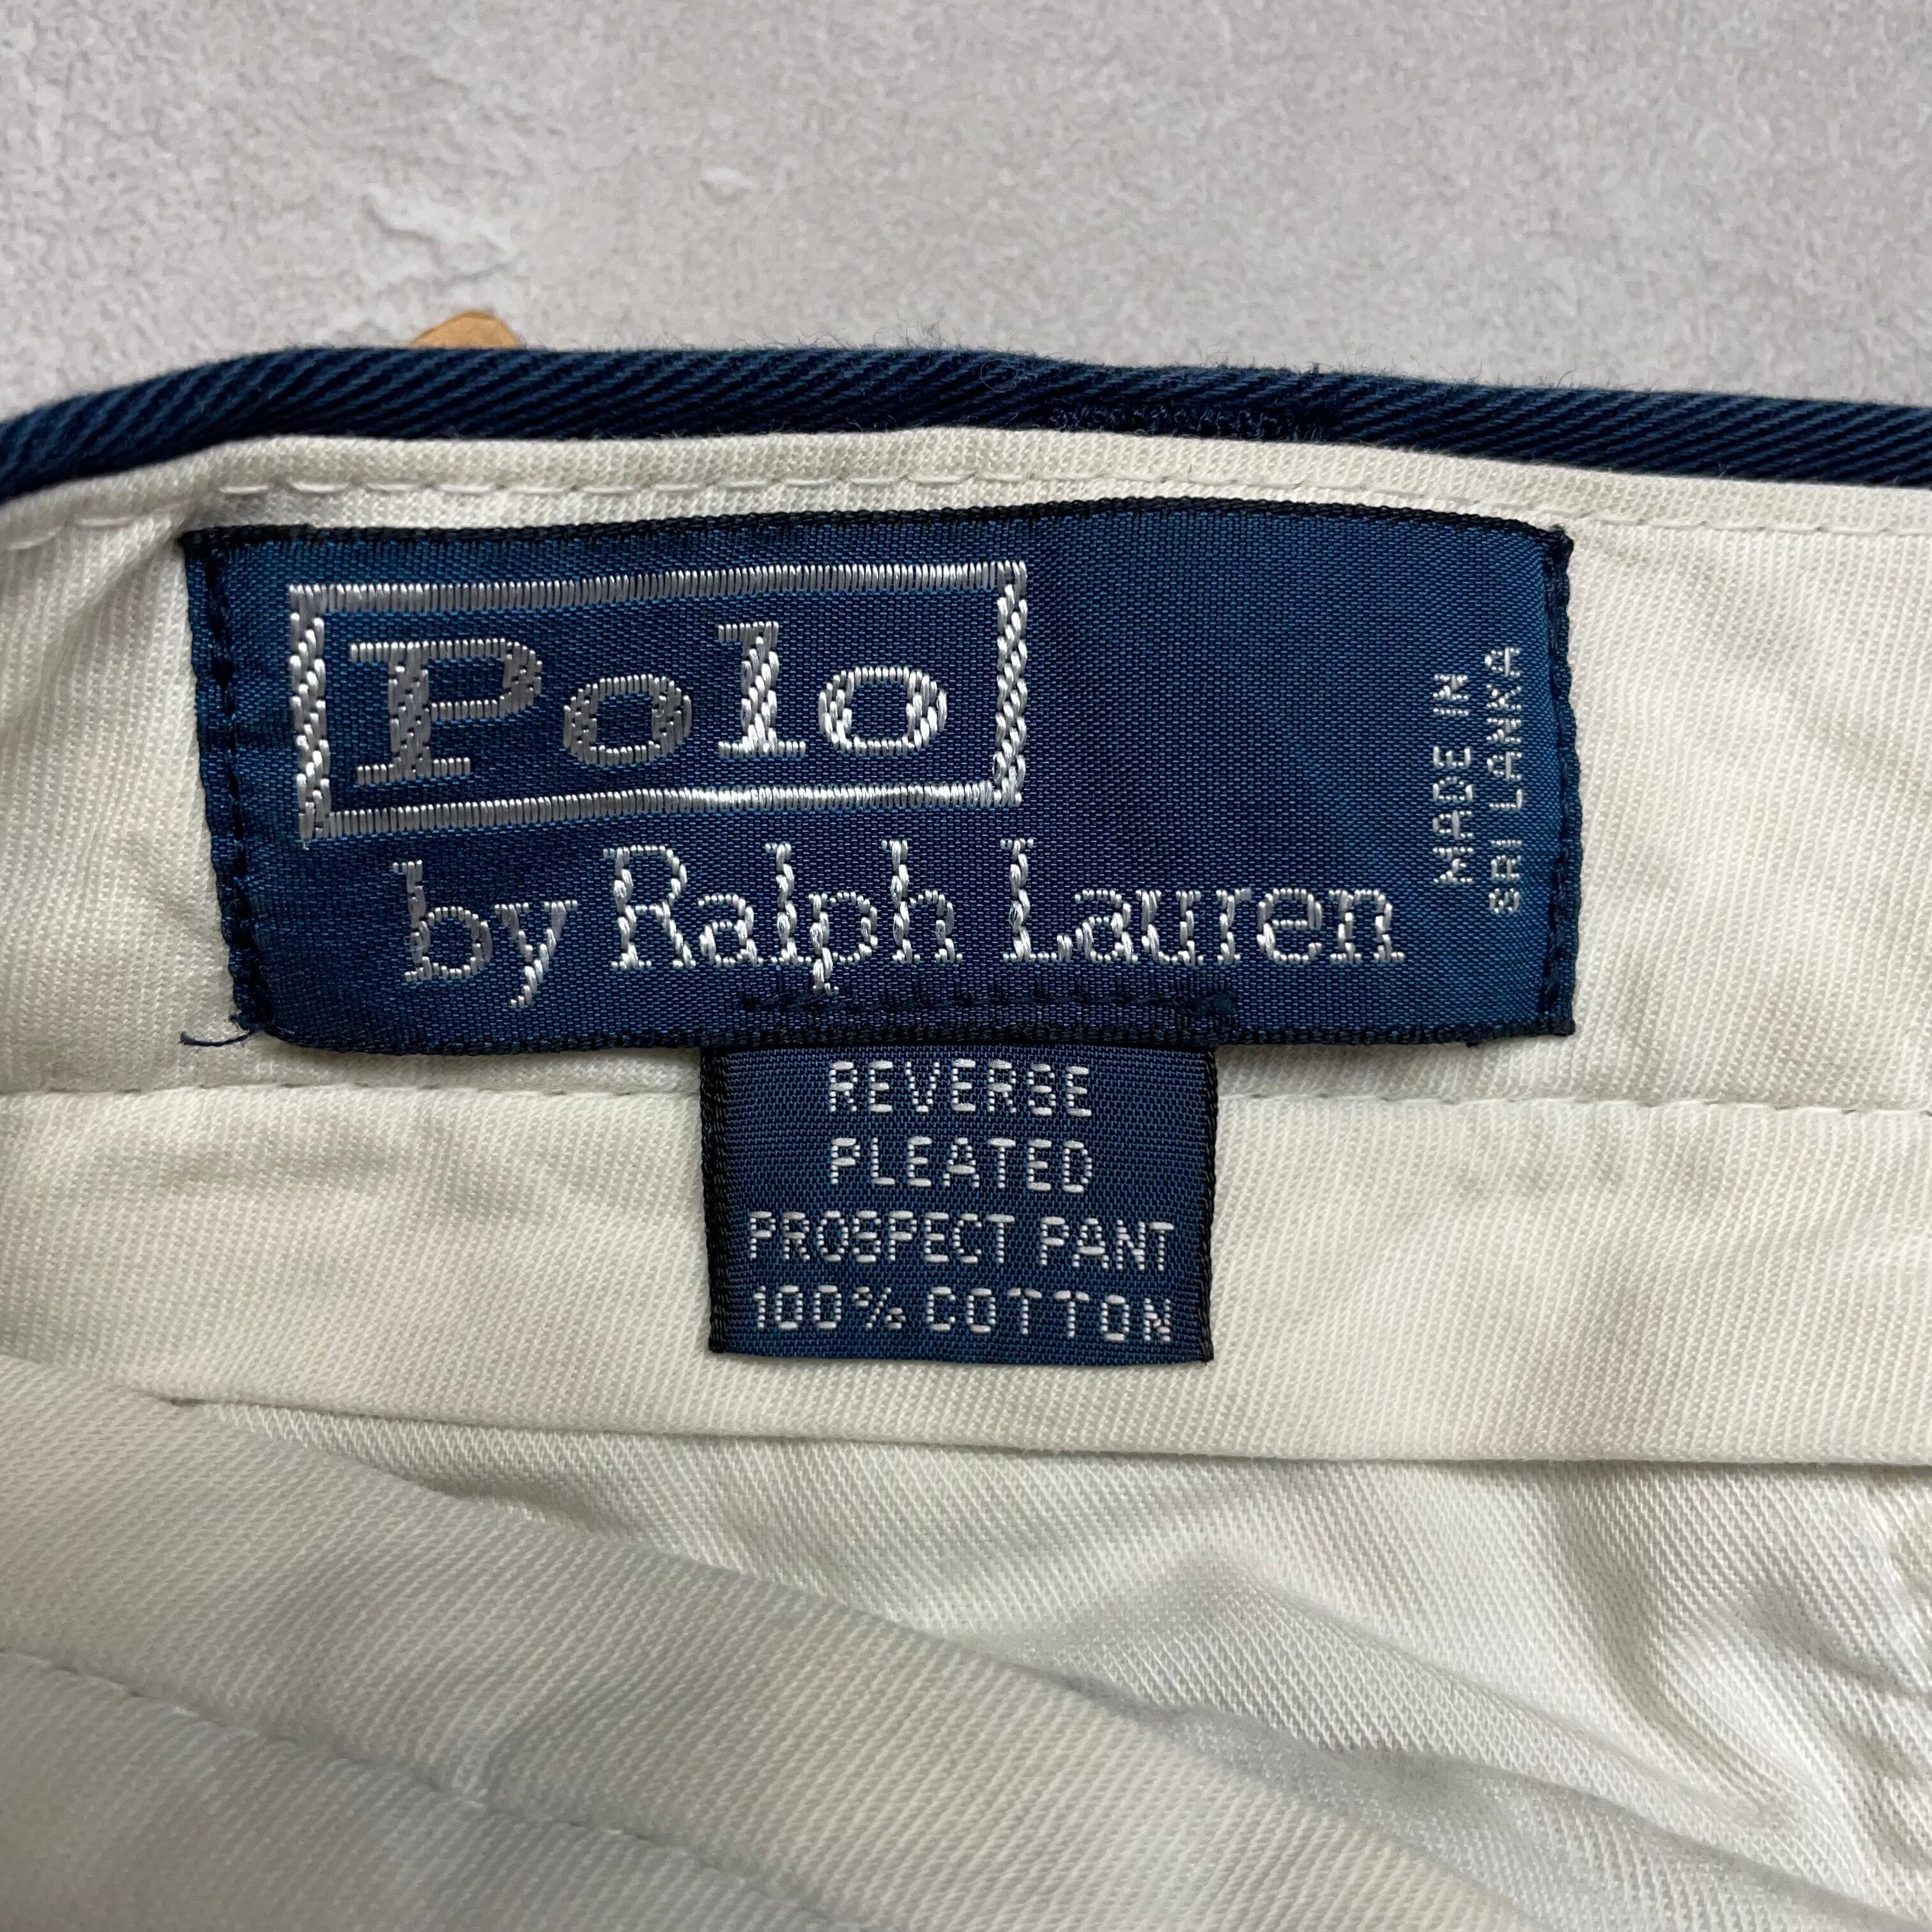 Polo
by Ralph Lauren
MADE IN
SRI LANKA
REVERSE
PLEATED
PROSPECT PANT
100% COTTON